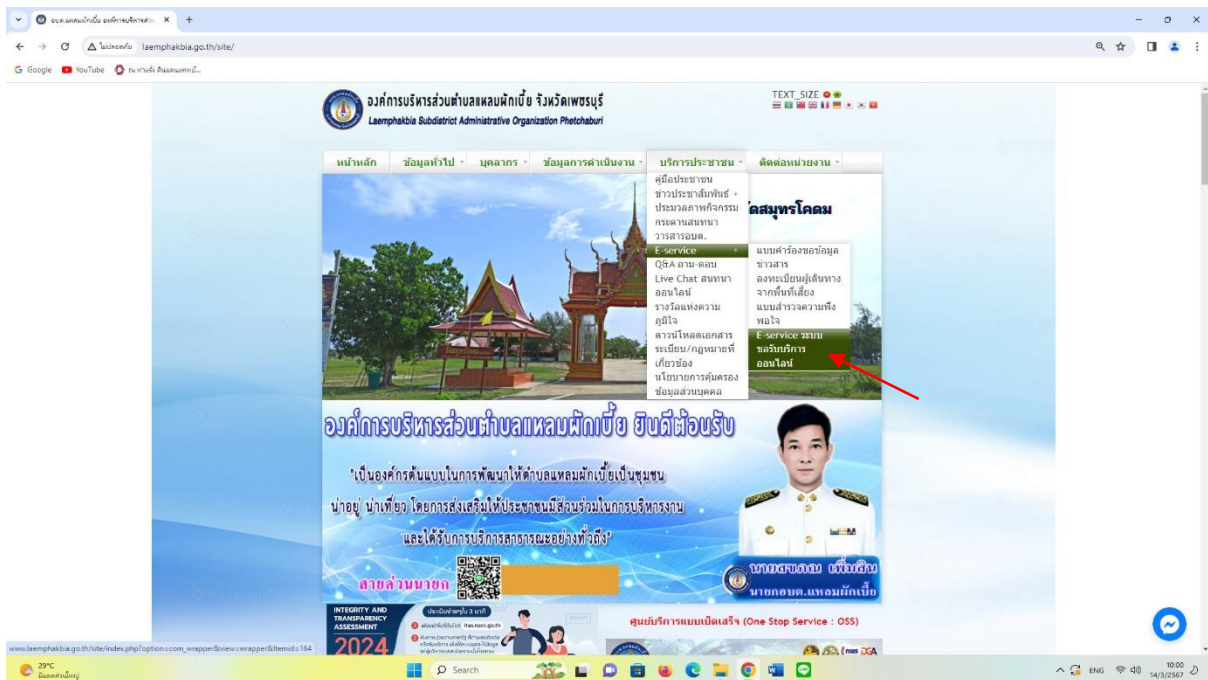 อบต.แหลมผักเบี้ย องค์การบริหารส่วน
ไม่ปลอดภัย laemphakbia.go.th/site/
Google YouTube
องค์การบริหารส่วนตำบลแหลมผักเบี้ย จังหวัดเพชรบุรี
Laemphakbia Subdistrict Administrative Organization Phetchaburi
TEXT_SIZE
หน้าหลัก ข้อมูลทั่วไป บุคลากร ข้อมูลการดำเนินงาน บริการประชาชน ติดต่อหน่วยงาน
คู่มือประชาชน
ข่าวประชาสัมพันธ์
ประมวลภาพกิจกรรม
กระดานสนทนา
วารสารอบต.
E-service
Q&A ถาม-ตอบ
Live Chat สนทนา
ออนไลน์
รางวัลแห่งความ
ภูมิใจ
ดาวน์โหลดเอกสาร
ระเบียบ/กฎหมายที่
เกี่ยวข้อง
นโยบายการคุ้มครอง
ข้อมูลส่วนบุคคล
แบบคำร้องขอข้อมูล
ข่าวสาร
ลงทะเบียนผู้เดินทาง
จากพื้นที่เสี่ยง
แบบสำรวจความพึง
พอใจ
E-service ระบบ
ขอรับบริการ
ออนไลน์
ดสมุทรโคดม
องค์การบริหารส่วนตำบลแหลมผักเบี้ย ยินดีต้อนรับ
"เป็นองค์กรต้นแบบในการพัฒนาให้ตำบลแหลมผักเบี้ยเป็นชุมชน
น่าอยู่ น่าเที่ยว โดยการส่งเสริมให้ประชาชนมีส่วนร่วมในการบริหารงาน
และได้รับการบริการสาธารณะอย่างทั่วถึง"
สายด่วนนายก
นายกอบต.แหลมผักเบี้ย
INTEGRITY AND
TRANSPARENCY
ASSESSMENT
2024
ประเมินง่ายๆใน 3 นาที
itas.nacc.go.th
ศูนย์บริการแบบเบ็ดเสร็จ (One Stop Service : OSS)
www.laemphakbia.go.th/site/index.php?option=com_wrapper&view=wrapper&Itemid=164
29°C
มีแดดส่วนใหญ่
Search
ENG
10:00
14/3/2567